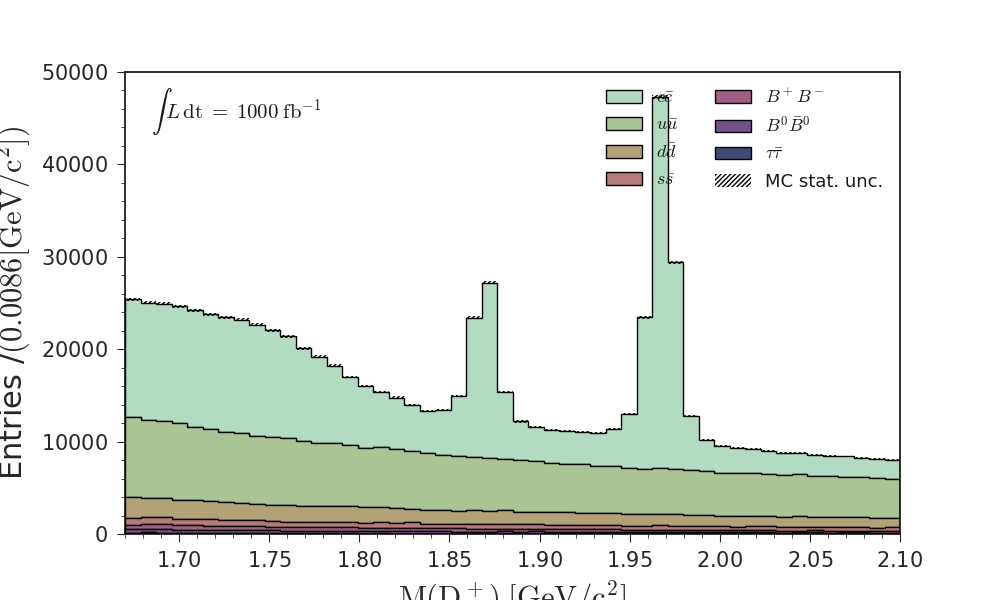 50000
40000
30000
20000
10000
0
Entries /(0.0086[GeV/c²])
∫L dt = 1000 fb⁻¹
cc̄
uū
dd̄
ss̄
B⁺B⁻
B⁰B̄⁰
ττ̄
MC stat. unc.
1.70 1.75 1.80 1.85 1.90 1.95 2.00 2.05 2.10
M(D⁺) [GeV/c²]